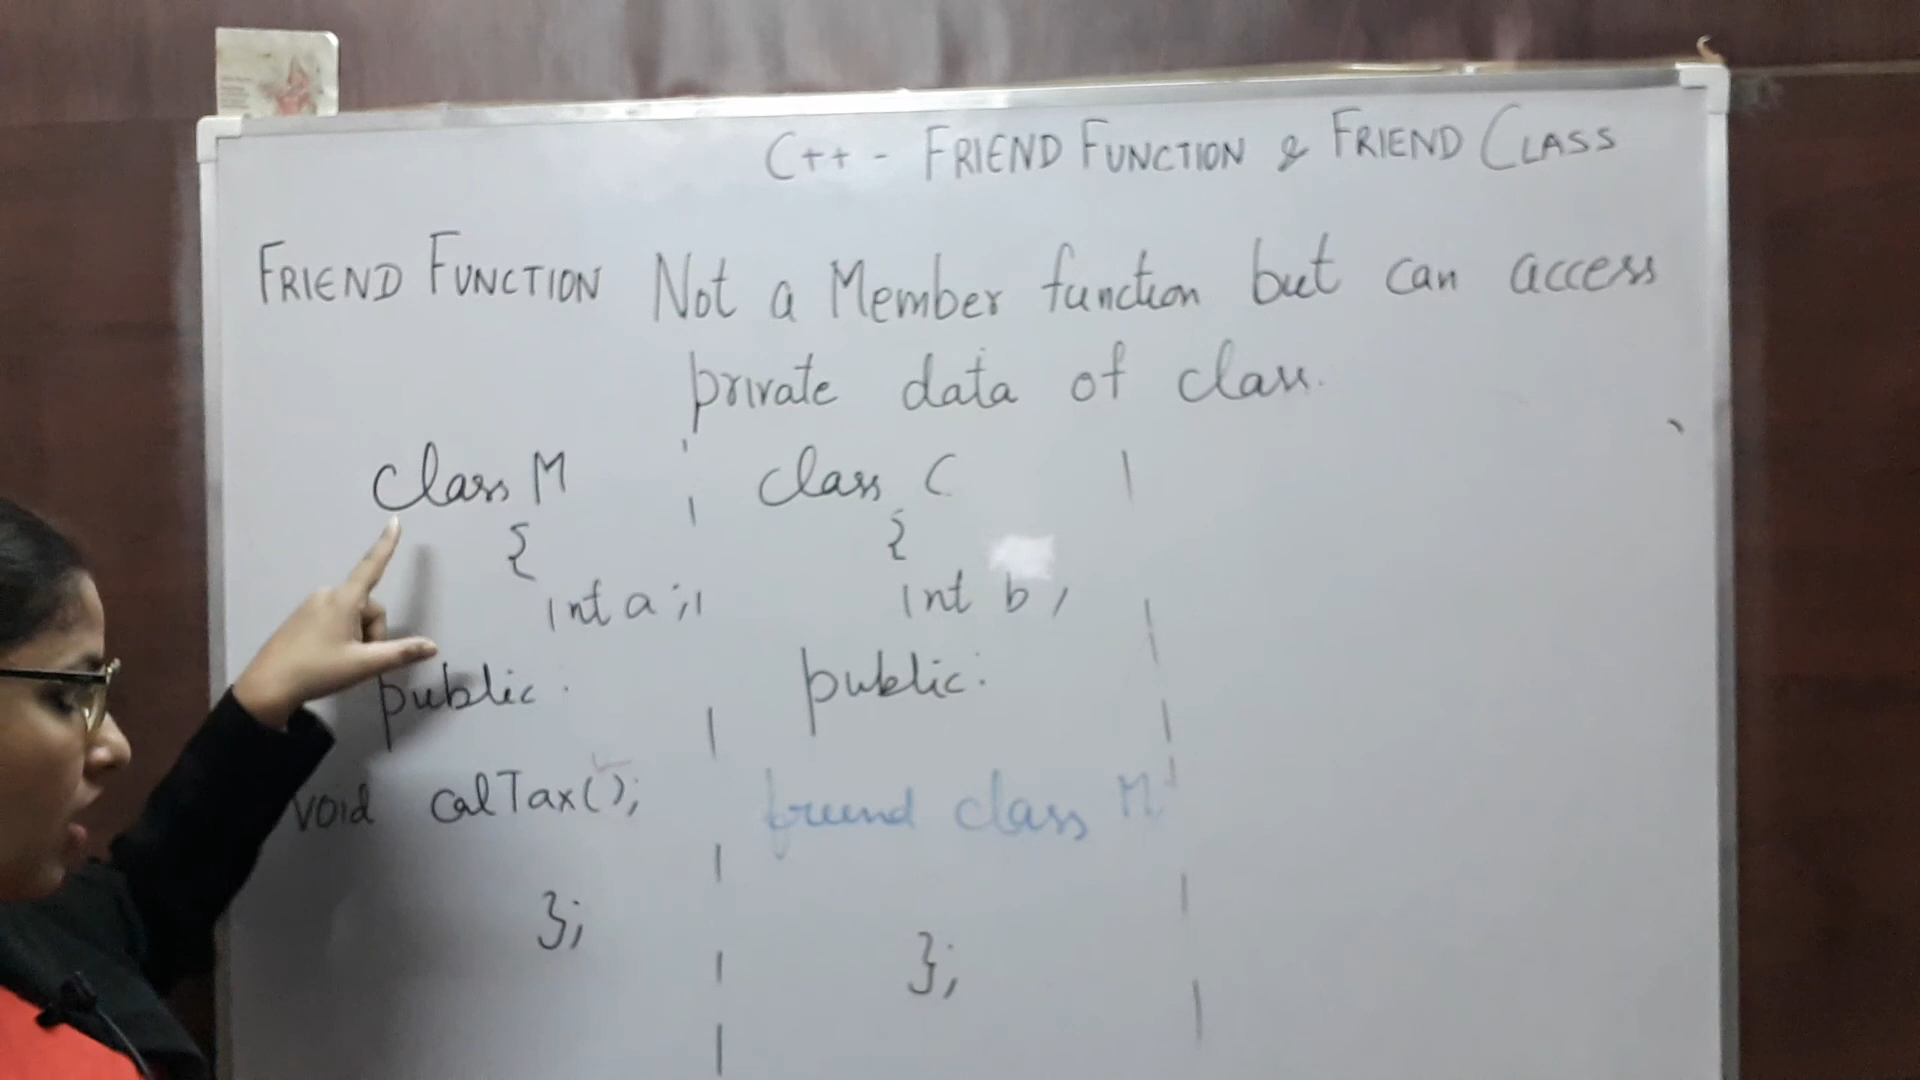 C++ - FRIEND FUNCTION & FRIEND CLASS
FRIEND FUNCTION Not a Member function but can access
private data of class.
class M
{
int a;
public:
void calTax();
};
class C
{
int b;
public:
friend class M
};